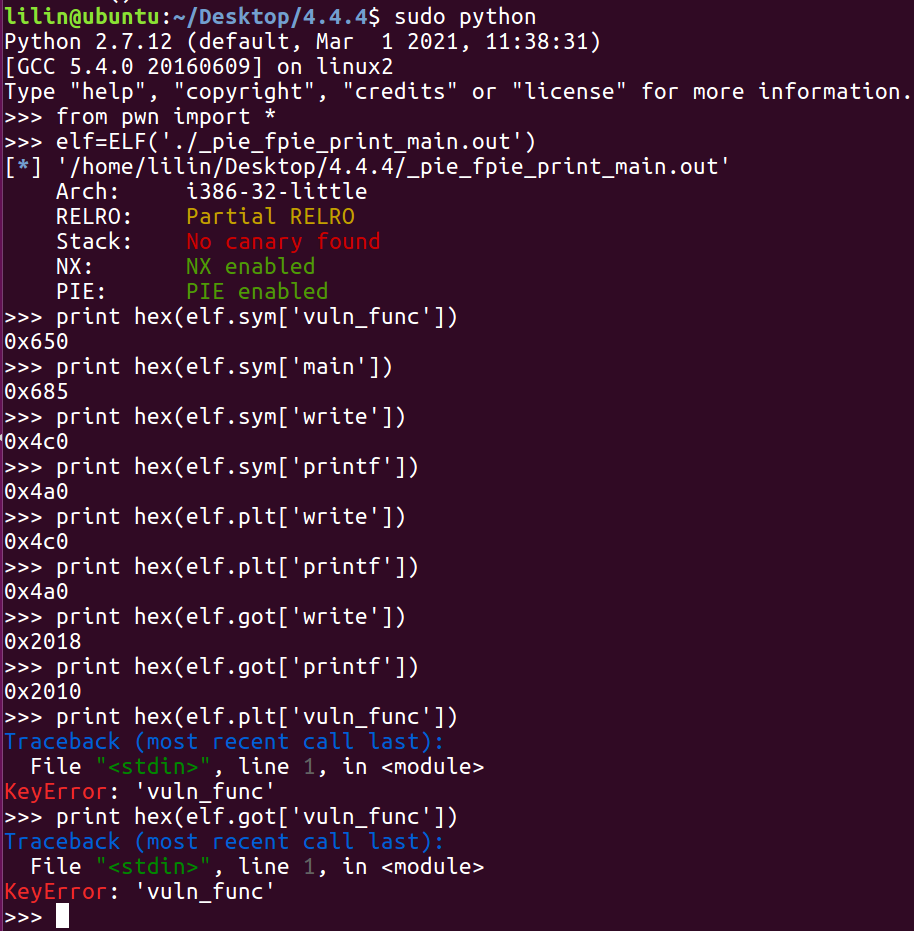 lilin@ubuntu:~/Desktop/4.4.4$ sudo python
Python 2.7.12 (default, Mar  1 2021, 11:38:31)
[GCC 5.4.0 20160609] on linux2
Type "help", "copyright", "credits" or "license" for more information.
>>> from pwn import *
>>> elf=ELF('./_pie_fpie_print_main.out')
[*] '/home/lilin/Desktop/4.4.4/_pie_fpie_print_main.out'
    Arch:     i386-32-little
    RELRO:    Partial RELRO
    Stack:    No canary found
    NX:       NX enabled
    PIE:      PIE enabled
>>> print hex(elf.sym['vuln_func'])
0x650
>>> print hex(elf.sym['main'])
0x685
>>> print hex(elf.sym['write'])
0x4c0
>>> print hex(elf.sym['printf'])
0x4a0
>>> print hex(elf.plt['write'])
0x4c0
>>> print hex(elf.plt['printf'])
0x4a0
>>> print hex(elf.got['write'])
0x2018
>>> print hex(elf.got['printf'])
0x2010
>>> print hex(elf.plt['vuln_func'])
Traceback (most recent call last):
  File "<stdin>", line 1, in <module>
KeyError: 'vuln_func'
>>> print hex(elf.got['vuln_func'])
Traceback (most recent call last):
  File "<stdin>", line 1, in <module>
KeyError: 'vuln_func'
>>>